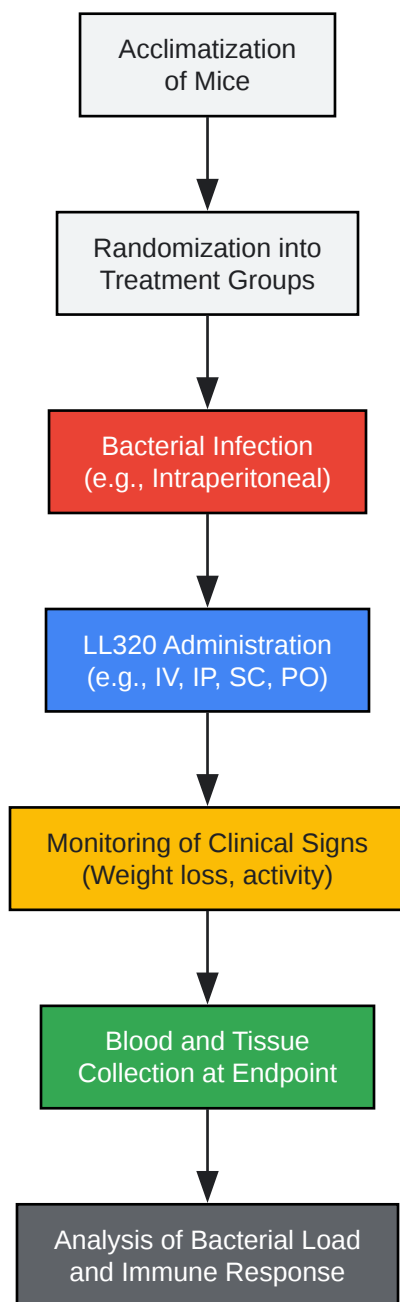 Acclimatization
of Mice
Randomization into
Treatment Groups
Bacterial Infection
(e.g., Intraperitoneal)
LL320 Administration
(e.g., IV, IP, SC, PO)
Monitoring of Clinical Signs
(Weight loss, activity)
Blood and Tissue
Collection at Endpoint
Analysis of Bacterial Load
and Immune Response